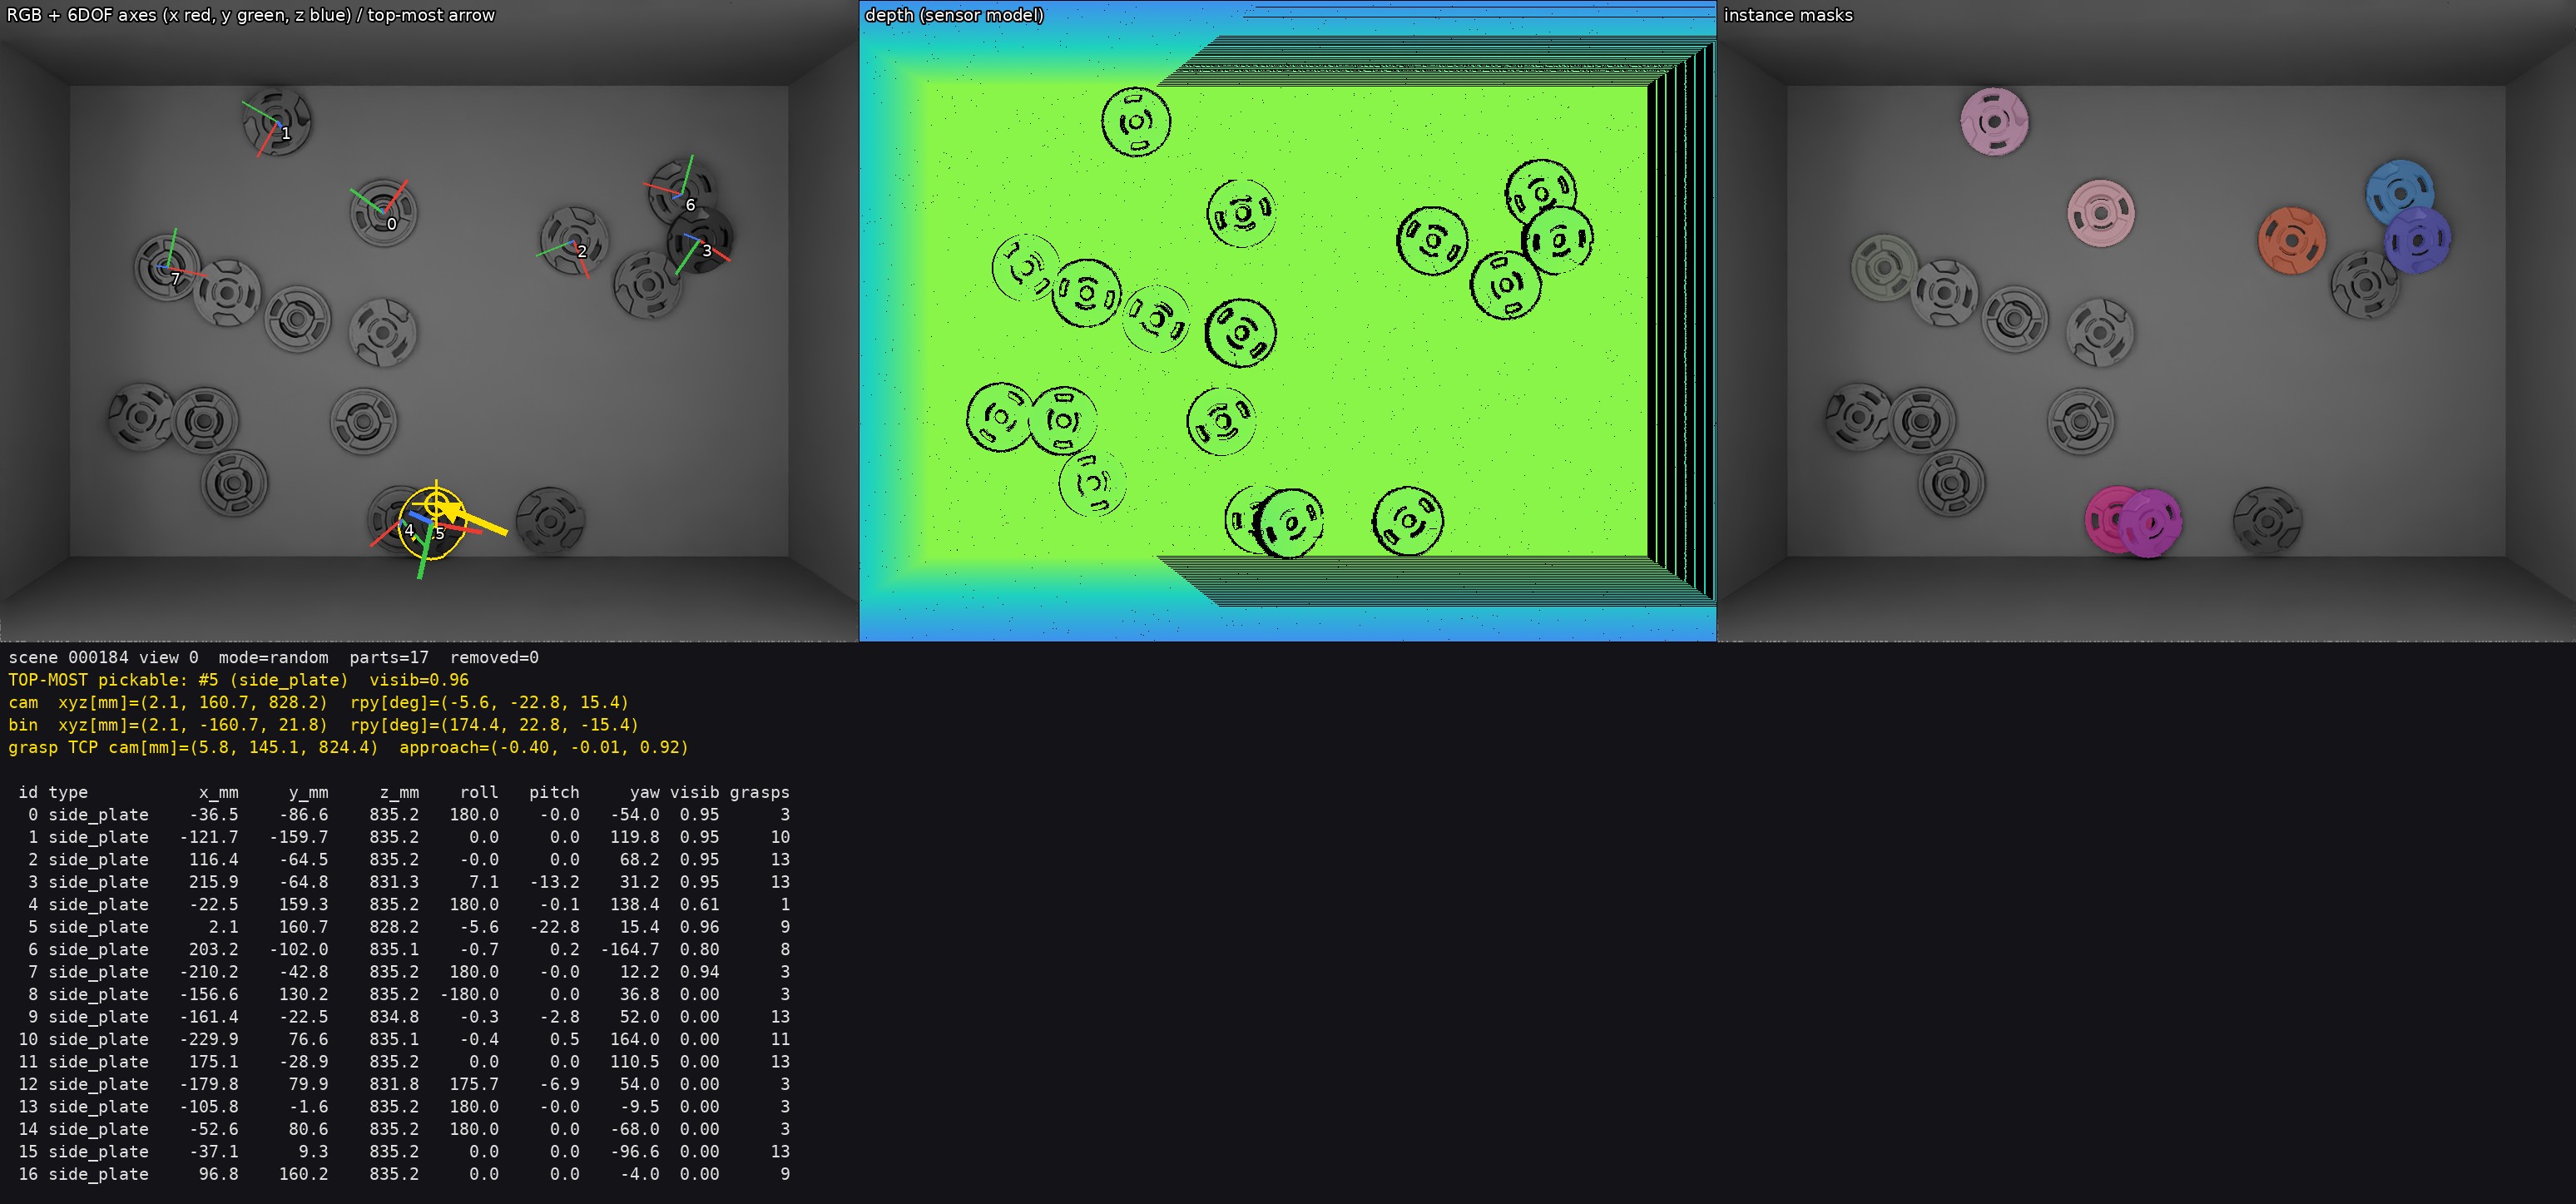 RGB + 6DOF axes (x red, y green, z blue) / top-most arrow
depth (sensor model)
instance masks
1
0
6
2
3
7
4
5
scene 000184 view 0 mode=random parts=17 removed=0
TOP-MOST pickable: #5 (side_plate) visib=0.96
cam xyz[mm]=(2.1, 160.7, 828.2) rpy[deg]=(-5.6, -22.8, 15.4)
bin xyz[mm]=(2.1, -160.7, 21.8) rpy[deg]=(174.4, 22.8, -15.4)
grasp TCP cam[mm]=(5.8, 145.1, 824.4) approach=(-0.40, -0.01, 0.92)
id type x_mm y_mm z_mm roll pitch yaw visib grasps
0 side_plate -36.5 -86.6 835.2 180.0 -0.0 -54.0 0.95 3
1 side_plate -121.7 -159.7 835.2 0.0 0.0 119.8 0.95 10
2 side_plate 116.4 -64.5 835.2 -0.0 0.0 68.2 0.95 13
3 side_plate 215.9 -64.8 831.3 7.1 -13.2 31.2 0.95 13
4 side_plate -22.5 159.3 835.2 180.0 -0.1 138.4 0.61 1
5 side_plate 2.1 160.7 828.2 -5.6 -22.8 15.4 0.96 9
6 side_plate 203.2 -102.0 835.1 -0.7 0.2 -164.7 0.80 8
7 side_plate -210.2 -42.8 835.2 180.0 -0.0 12.2 0.94 3
8 side_plate -156.6 130.2 835.2 -180.0 0.0 36.8 0.00 3
9 side_plate -161.4 -22.5 834.8 -0.3 -2.8 52.0 0.00 13
10 side_plate -229.9 76.6 835.1 -0.4 0.5 164.0 0.00 11
11 side_plate 175.1 -28.9 835.2 0.0 0.0 110.5 0.00 13
12 side_plate -179.8 79.9 831.8 175.7 -6.9 54.0 0.00 3
13 side_plate -105.8 -1.6 835.2 180.0 -0.0 -9.5 0.00 3
14 side_plate -52.6 80.6 835.2 180.0 0.0 -68.0 0.00 3
15 side_plate -37.1 9.3 835.2 0.0 0.0 -96.6 0.00 13
16 side_plate 96.8 160.2 835.2 0.0 0.0 -4.0 0.00 9